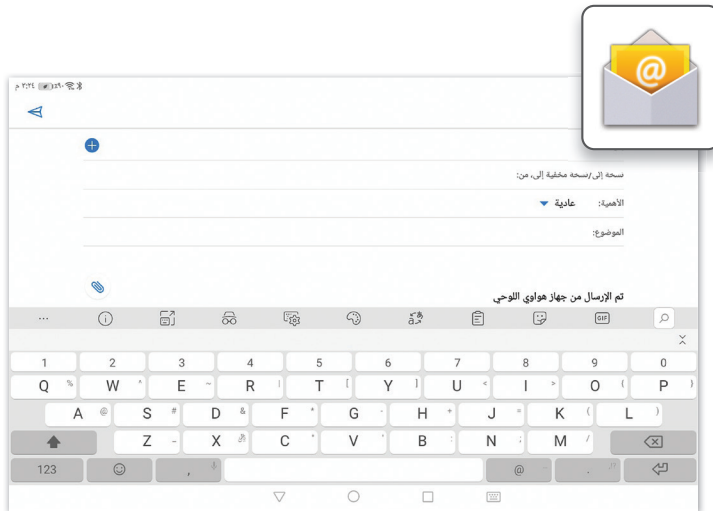 ٣:٢٤ م
نسخة إلى/نسخة مخفية إلى، من:
الأهمية: عادية
الموضوع:
تم الإرسال من جهاز هواوي اللوحي
GIF
1 2 3 4 5 6 7 8 9 0
Q % W ^ E ~ R | T [ Y ] U < I > O { P }
A @ S # D & F * G - H + J = K ( L )
Z - X C V B : N ; M /
123 , @ .